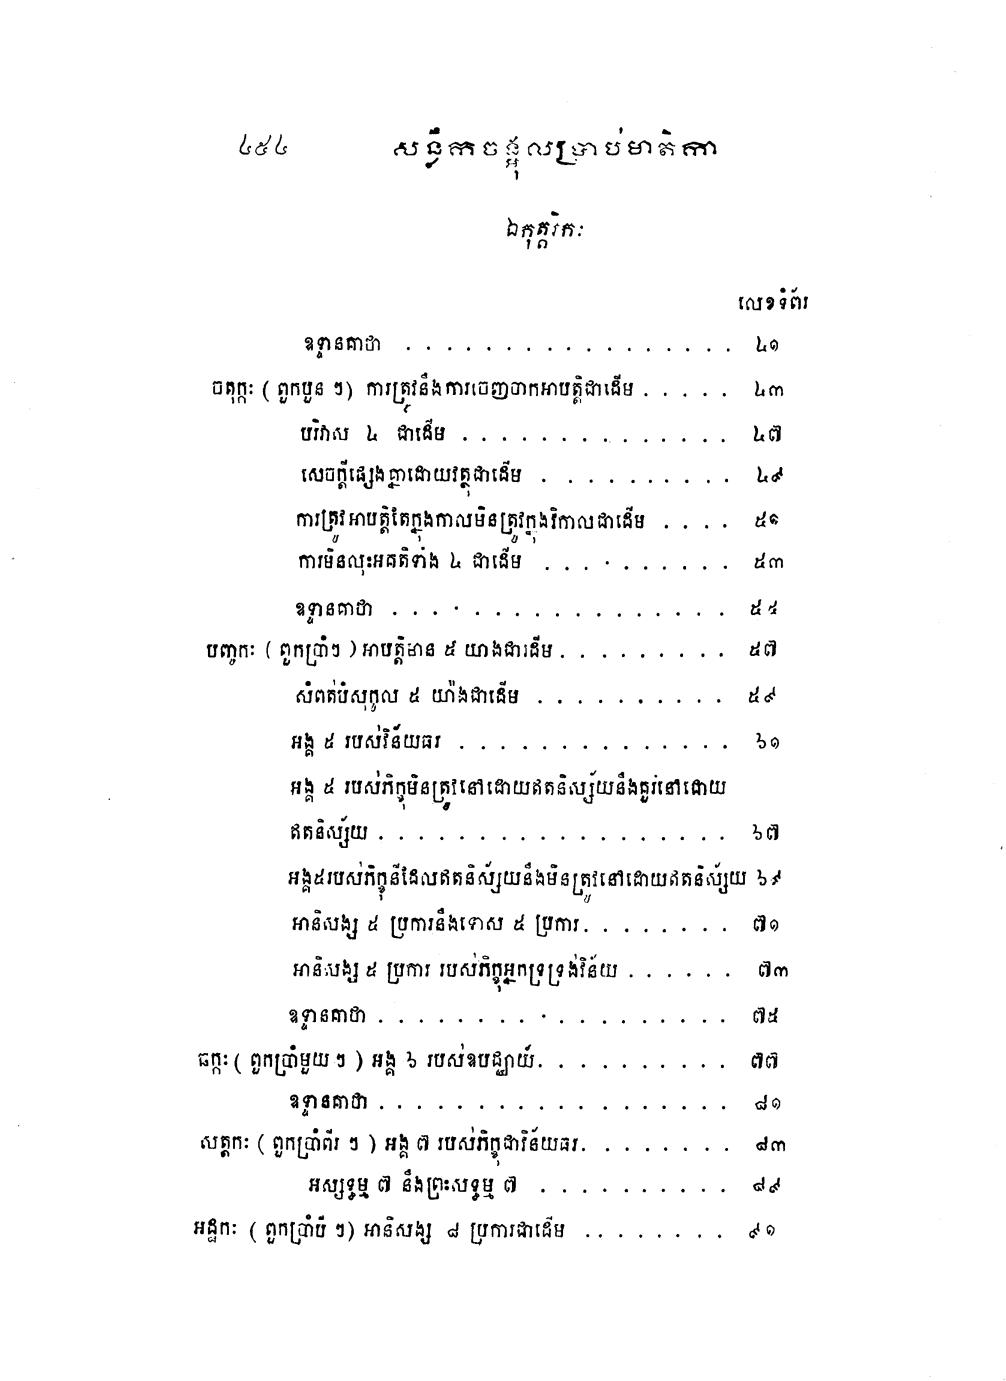 ៤៥៤ សន្លឹកចង្អុលប្រាប់មាតិកា
ឯកុត្តរិកៈ
លេខទំព័រ
ឧទ្ទានគាថា . . . . . . . . . . . . . . . . . ៤១
ចតុក្កៈ ( ពួកបួន ៗ) ការត្រូវនឹងការចេញចាកអាបត្តិជាដើម . . . . . ៤៣
បរិវាស ៤ ជាដើម . . . . . . . . . . . . . . ៤៧
សេចក្តីផ្សេងគ្នាដោយវត្ថុជាដើម . . . . . . . . . . ៤៩
ការត្រូវអាបត្តិតែក្នុងកាលមិនត្រូវក្នុងវិកាលជាដើម . . . . ៥១
ការមិនលុះអគតិទាំង ៤ ជាដើម . . . . . . . . . . ៥៣
ឧទ្ទានគាថា . . . . . . . . . . . . . . . . . ៥៥
បញ្ចកៈ ( ពួកប្រាំៗ ) អាបត្តិមាន ៥ យាងជារដើម . . . . . . . . . ៥៧
សំពត់បំសុកូល ៥ យ៉ាងជាដើម . . . . . . . . . . ៥៩
អង្គ ៥ របស់វិន័យធរ . . . . . . . . . . . . . . ៦១
អង្គ ៥ របស់ភិក្ខុមិនត្រូវនៅដោយឥតនិស្ស័យនឹងគួរនៅដោយ
ឥតនិស្ស័យ . . . . . . . . . . . . . . . . . . ៦៧
អង្គ៥របស់ភិក្ខុនីដែលឥតនិស្ស័យនឹងមិនត្រូវនៅដោយឥតនិស្ស័យ ៦៩
អានិសង្ស ៥ ប្រការនឹងទោស ៥ ប្រការ . . . . . . . . ៧១
អានិសង្ស ៥ ប្រការ របស់ភិក្ខុអ្នកទ្រទ្រង់វិន័យ . . . . . . ៧៣
ឧទ្ទានគាថា . . . . . . . . . . . . . . . . . . ៧៥
ឆក្កៈ ( ពួកប្រាំមួយ ៗ ) អង្គ ៦ របស់ឧបជ្ឈាយ៍ . . . . . . . . . . ៧៧
ឧទ្ទានគាថា . . . . . . . . . . . . . . . . . . ៨១
សត្តកៈ ( ពួកប្រាំពីរ ៗ ) អង្គ ៧ របស់ភិក្ខុជាវិន័យធរ . . . . . . . . ៨៣
អស្សទ្ធម្ម ៧ នឹងព្រះសទ្ធម្ម ៧ . . . . . . . . . . ៨៩
អដ្ឋកៈ ( ពួកប្រាំបី ៗ) អានិសង្ស ៨ ប្រការជាដើម . . . . . . . . ៩១